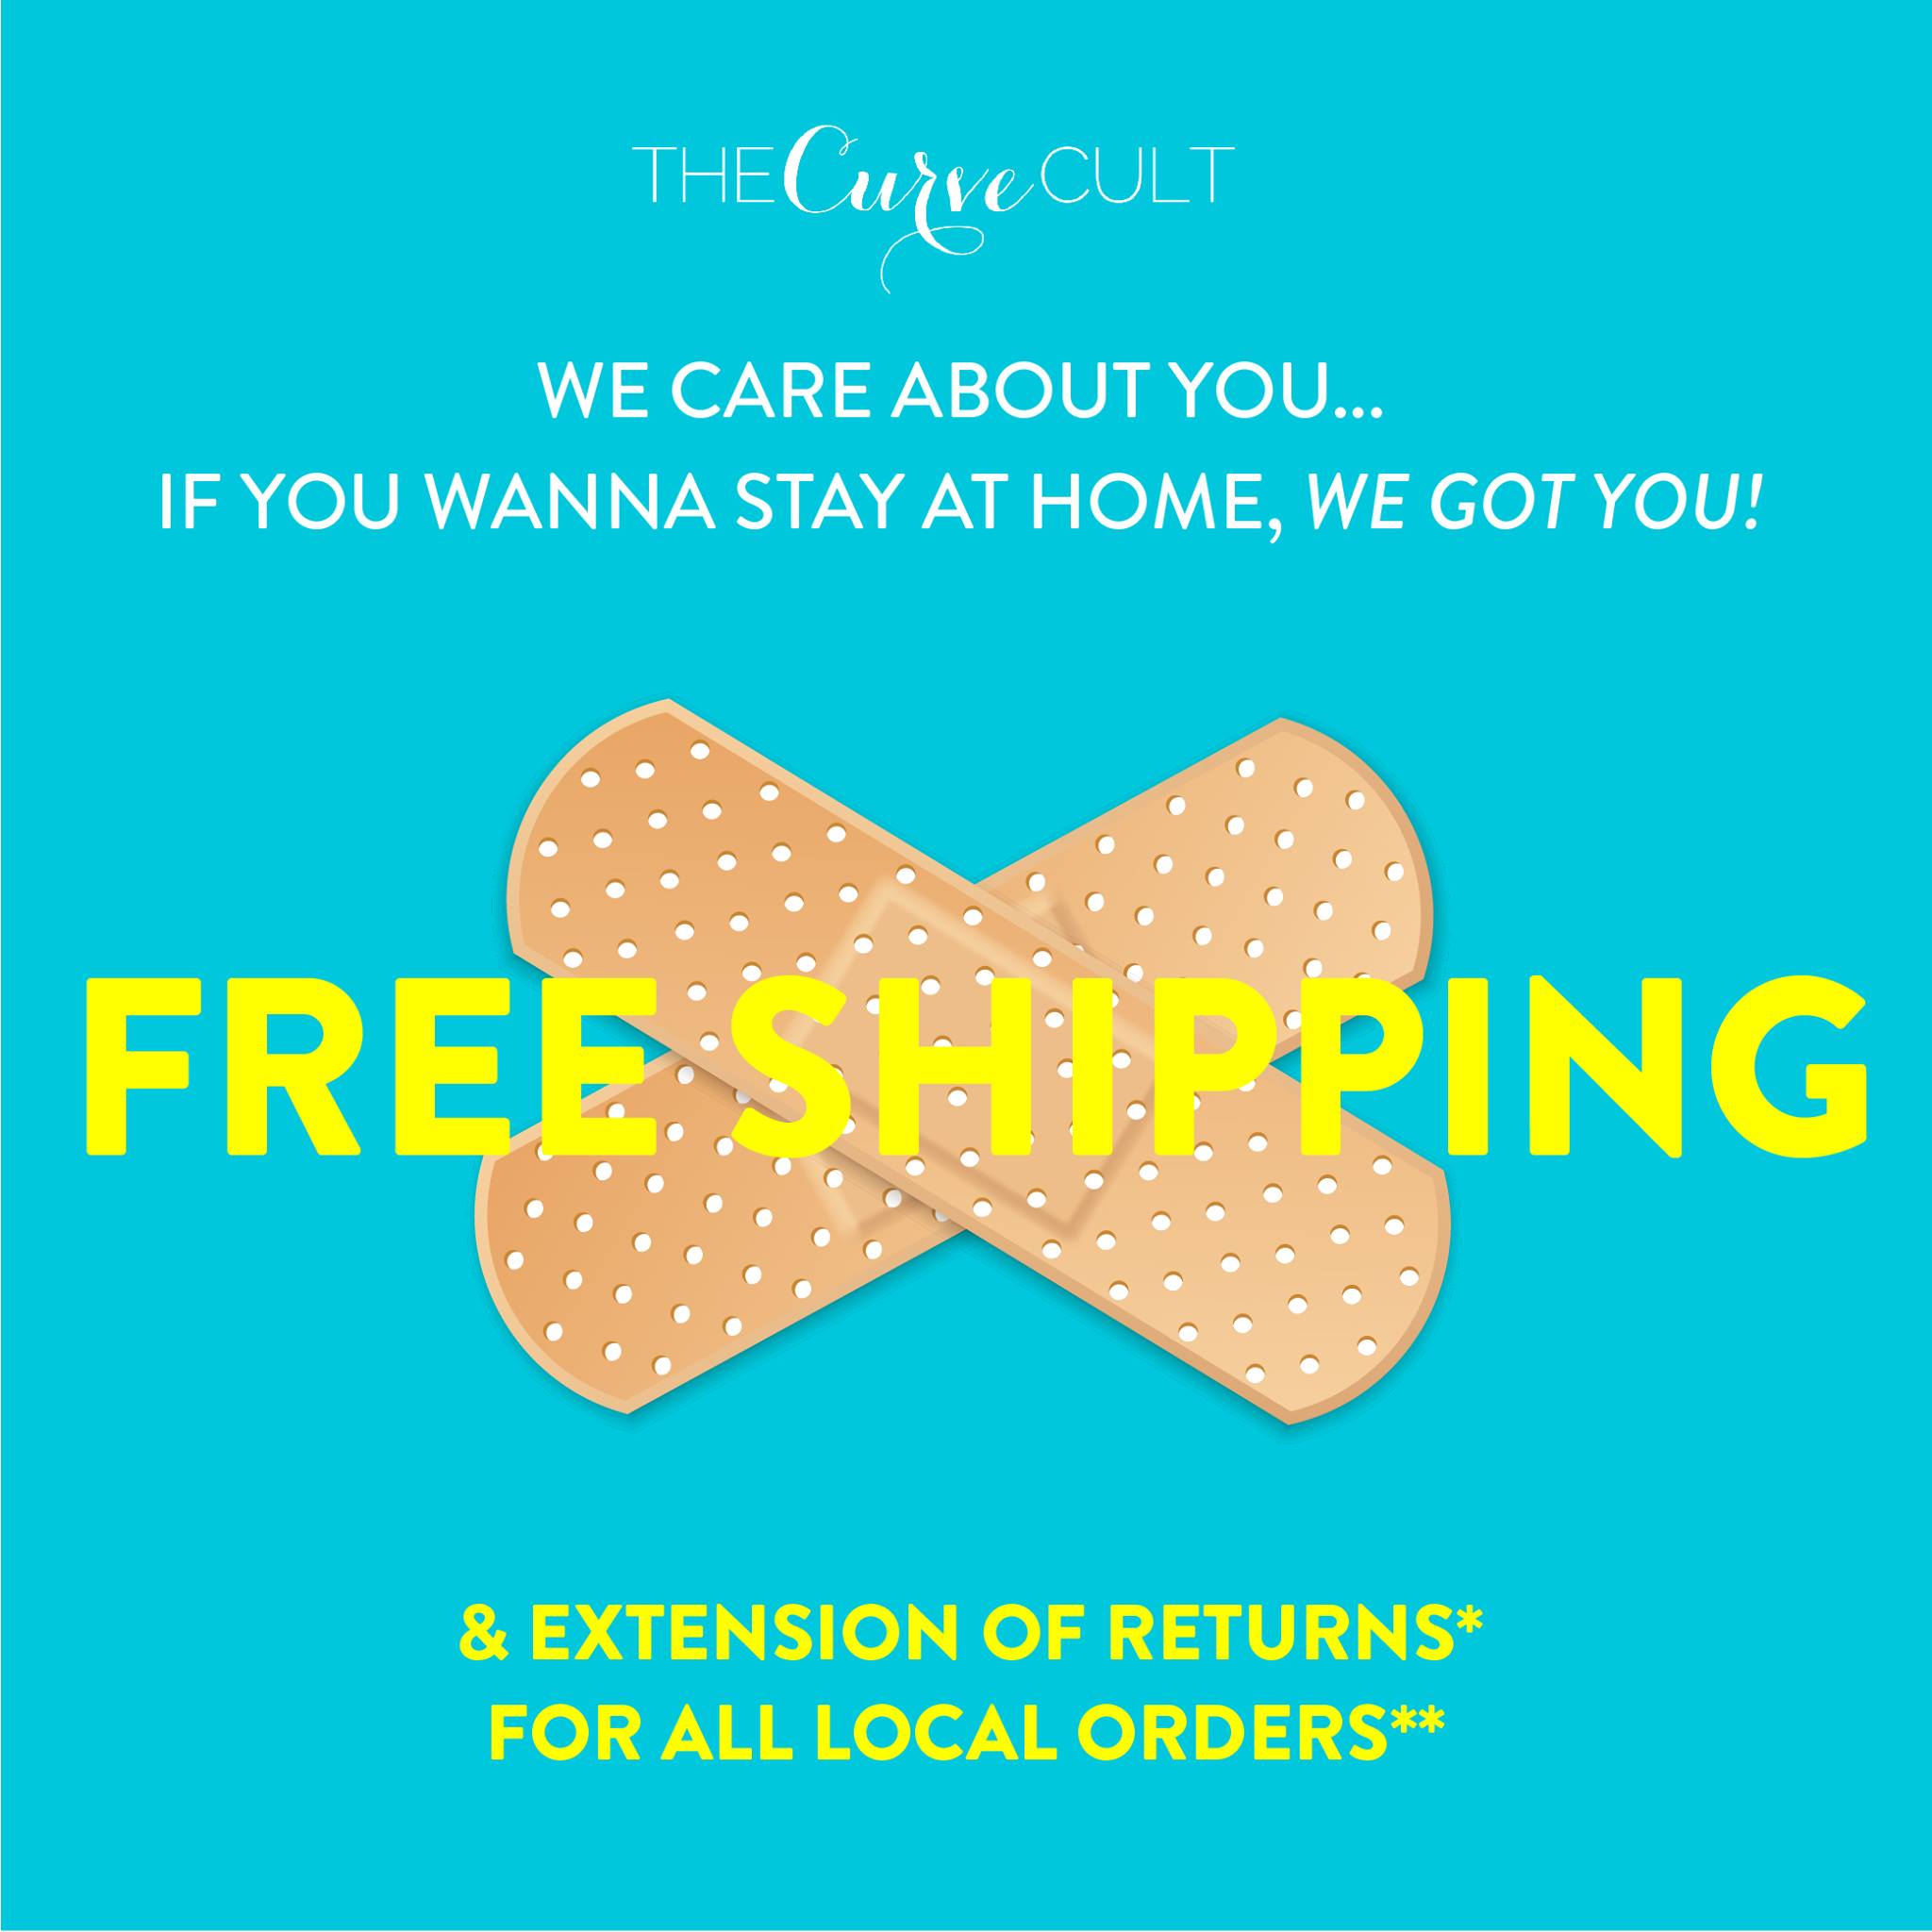 THE Curve CULT
WE CARE ABOUT YOU...
IF YOU WANNA STAY AT HOME, WE GOT YOU!
FREE SHIPPING
& EXTENSION OF RETURNS*
FOR ALL LOCAL ORDERS**